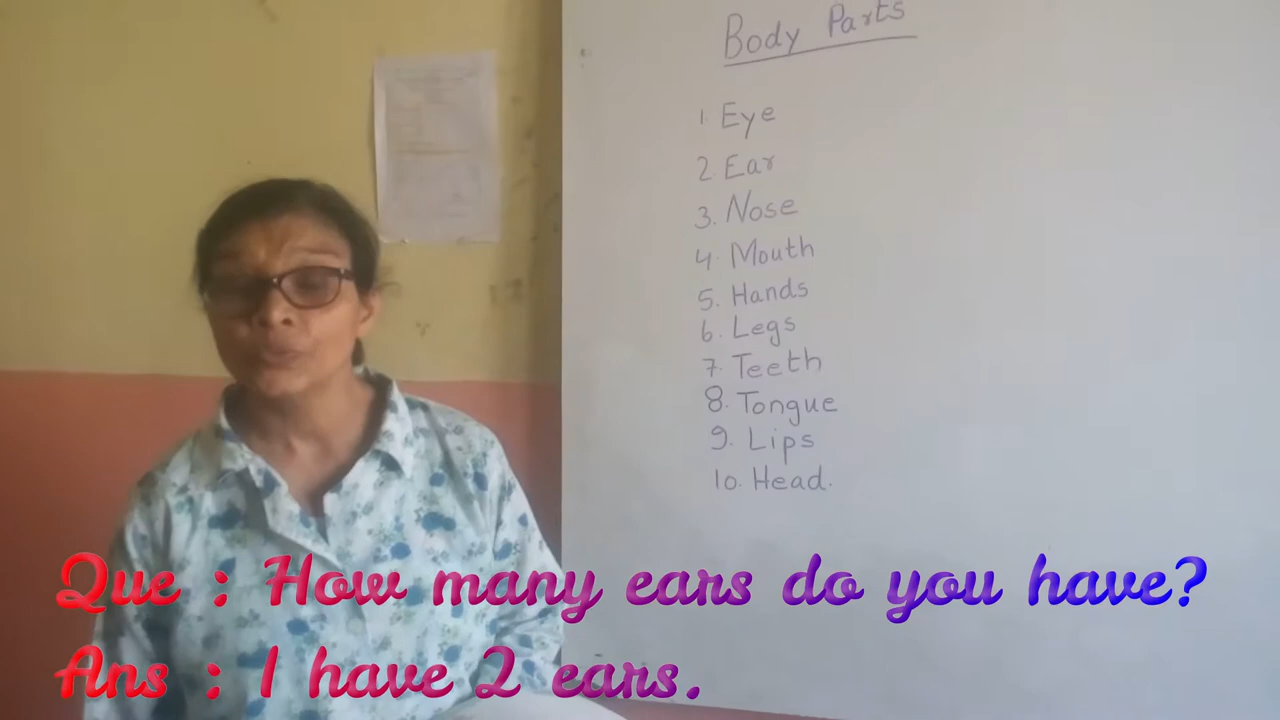 Body Parts
1. Eye
2. Ear
3. Nose
4. Mouth
5. Hands
6. Legs
7. Teeth
8. Tongue
9. Lips
10. Head.
Que : How many ears do you have?
Ans : I have 2 ears.